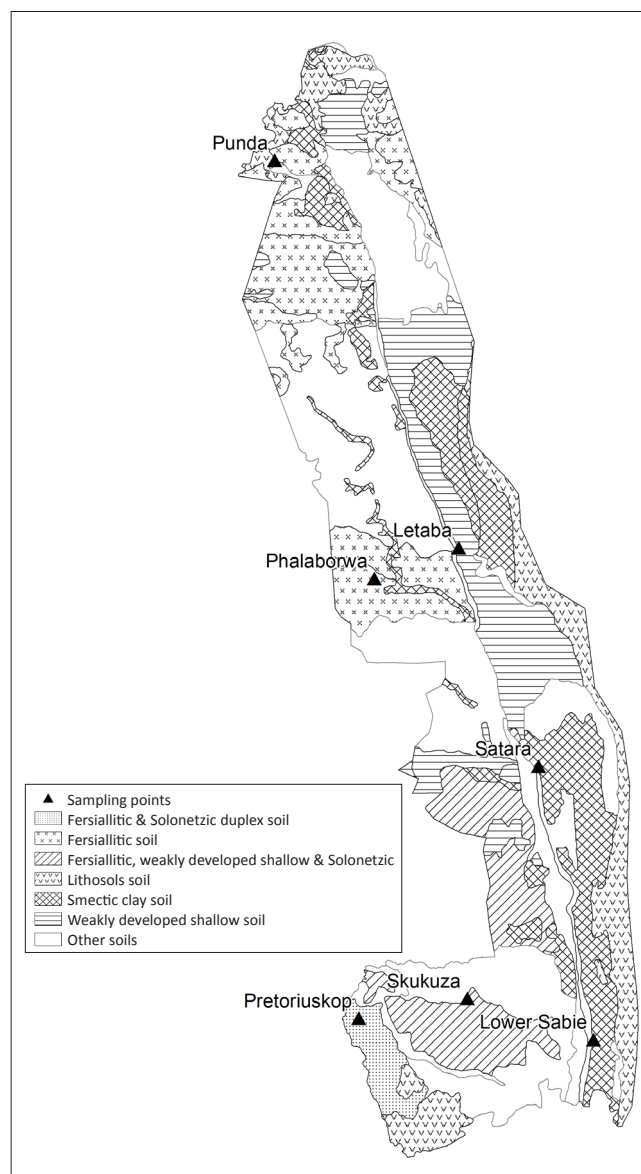 Punda
Letaba
Phalaborwa
Satara
Sampling points
Fersiallitic & Solonetzic duplex soil
Fersiallitic soil
Fersiallitic, weakly developed shallow & Solonetzic
Lithosols soil
Smectic clay soil
Weakly developed shallow soil
Other soils
Skukuza
Pretoriuskop
Lower Sabie